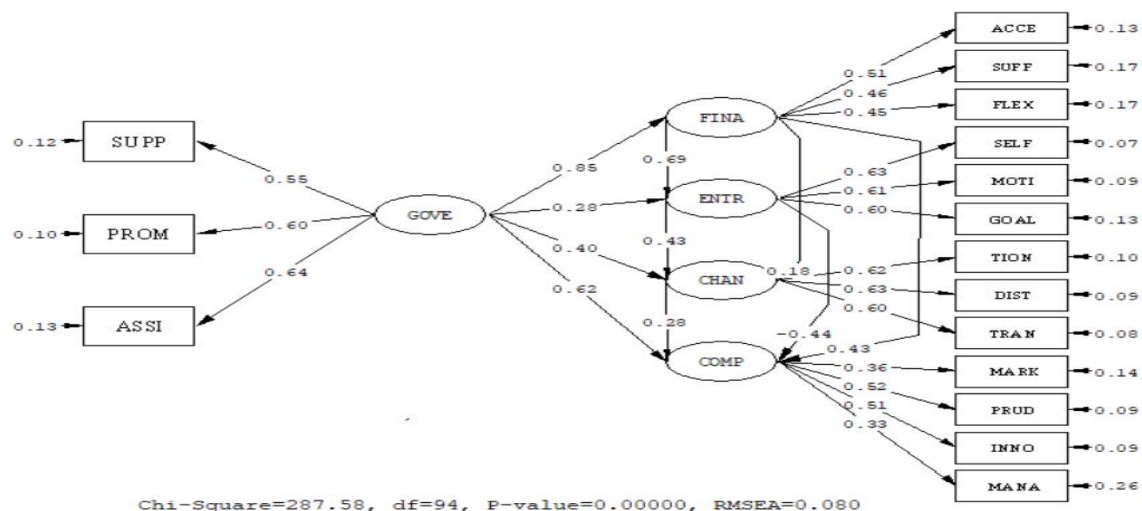 ACCE
0.13
SUFF
0.17
FLEX
0.17
SELF
0.07
MOTI
0.09
GOAL
0.13
TION
0.10
DIST
0.09
TRAN
0.08
MARK
0.14
PRUD
0.09
INNO
0.09
MANA
0.26
0.51
0.46
0.45
0.63
0.61
0.60
0.62
0.63
0.60
0.36
0.52
0.51
0.33
FINA
ENTR
CHAN
COMP
0.69
0.43
0.28
0.18
-0.44
0.43
0.85
0.28
0.40
0.62
GOVE
0.55
0.60
0.64
0.12
SUPP
0.10
PROM
0.13
ASSI
Chi-Square=287.58, df=94, P-value=0.00000, RMSEA=0.080